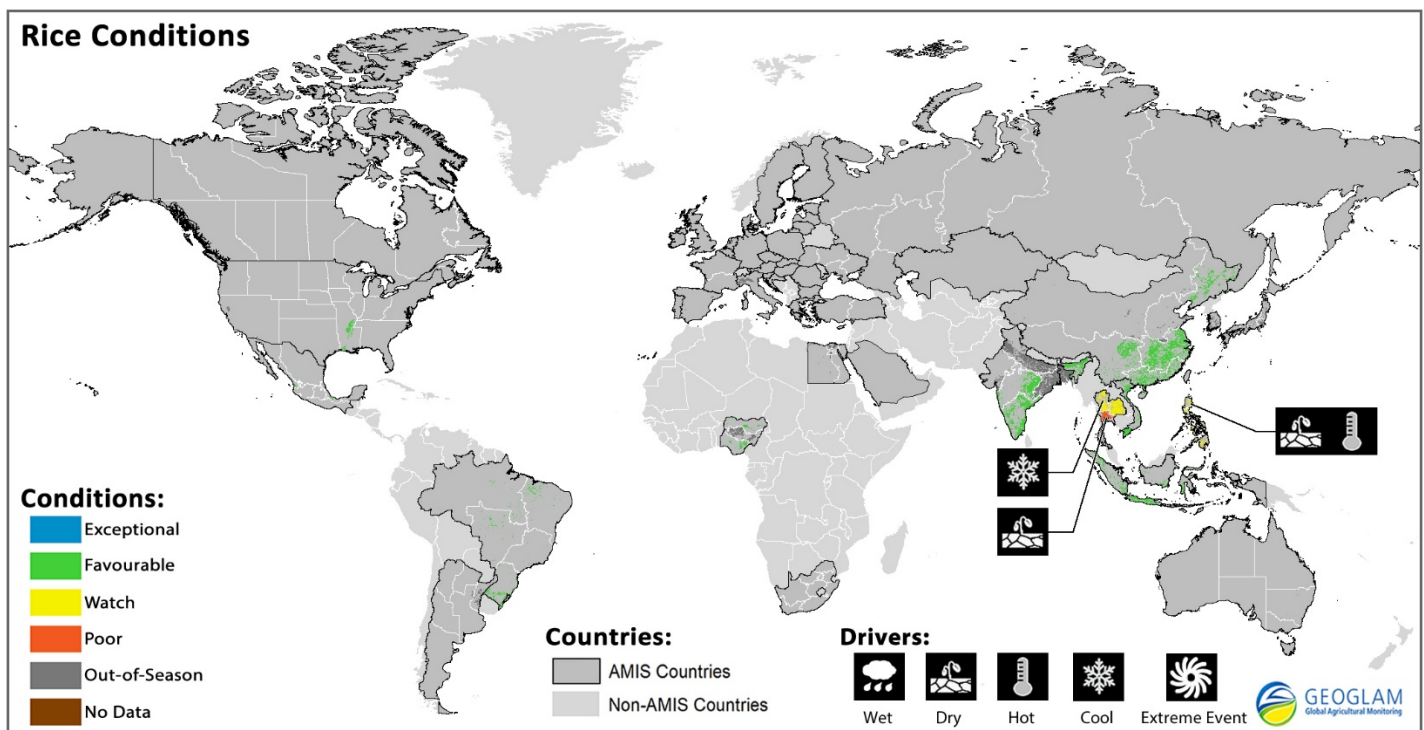 Rice Conditions
Conditions:
Exceptional
Favourable
Watch
Poor
Out-of-Season
No Data
Countries:
AMIS Countries
Non-AMIS Countries
Drivers:
Wet
Dry
Hot
Cool
Extreme Event
GEOGLAM
Global Agricultural Monitoring